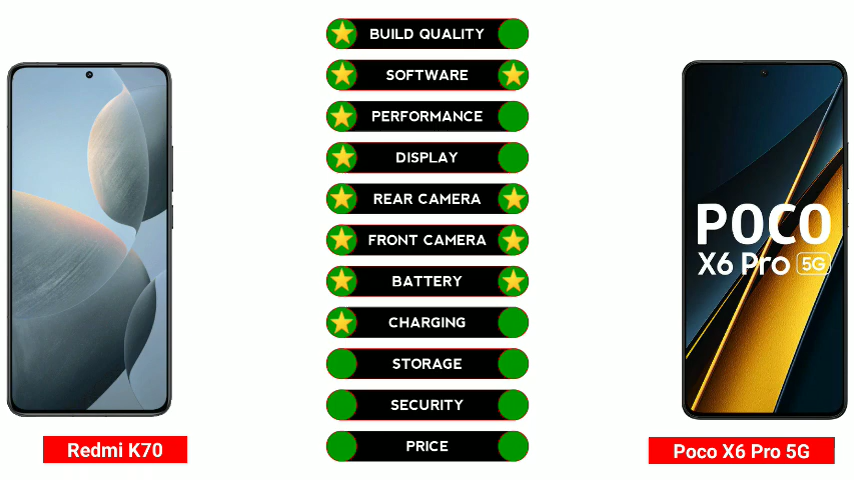 BUILD QUALITY
SOFTWARE
PERFORMANCE
DISPLAY
REAR CAMERA
FRONT CAMERA
BATTERY
CHARGING
STORAGE
SECURITY
PRICE
Redmi K70
POCO
X6 Pro 5G
Poco X6 Pro 5G